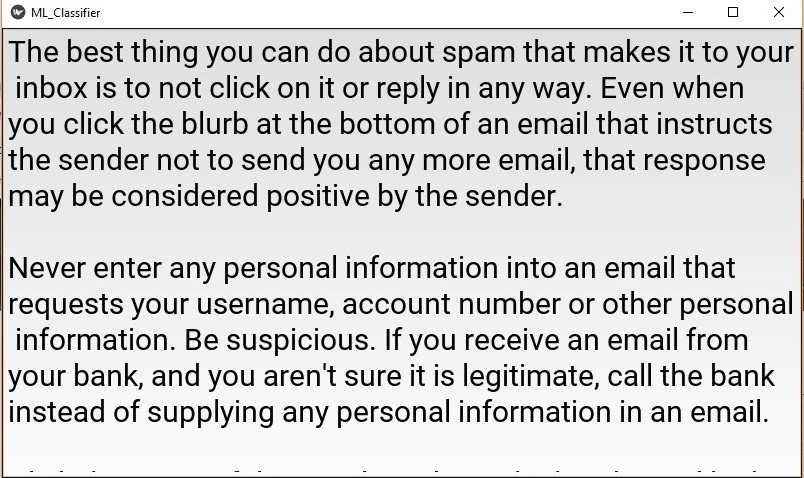 ML_Classifier
The best thing you can do about spam that makes it to your
inbox is to not click on it or reply in any way. Even when
you click the blurb at the bottom of an email that instructs
the sender not to send you any more email, that response
may be considered positive by the sender.
Never enter any personal information into an email that
requests your username, account number or other personal
information. Be suspicious. If you receive an email from
your bank, and you aren't sure it is legitimate, call the bank
instead of supplying any personal information in an email.